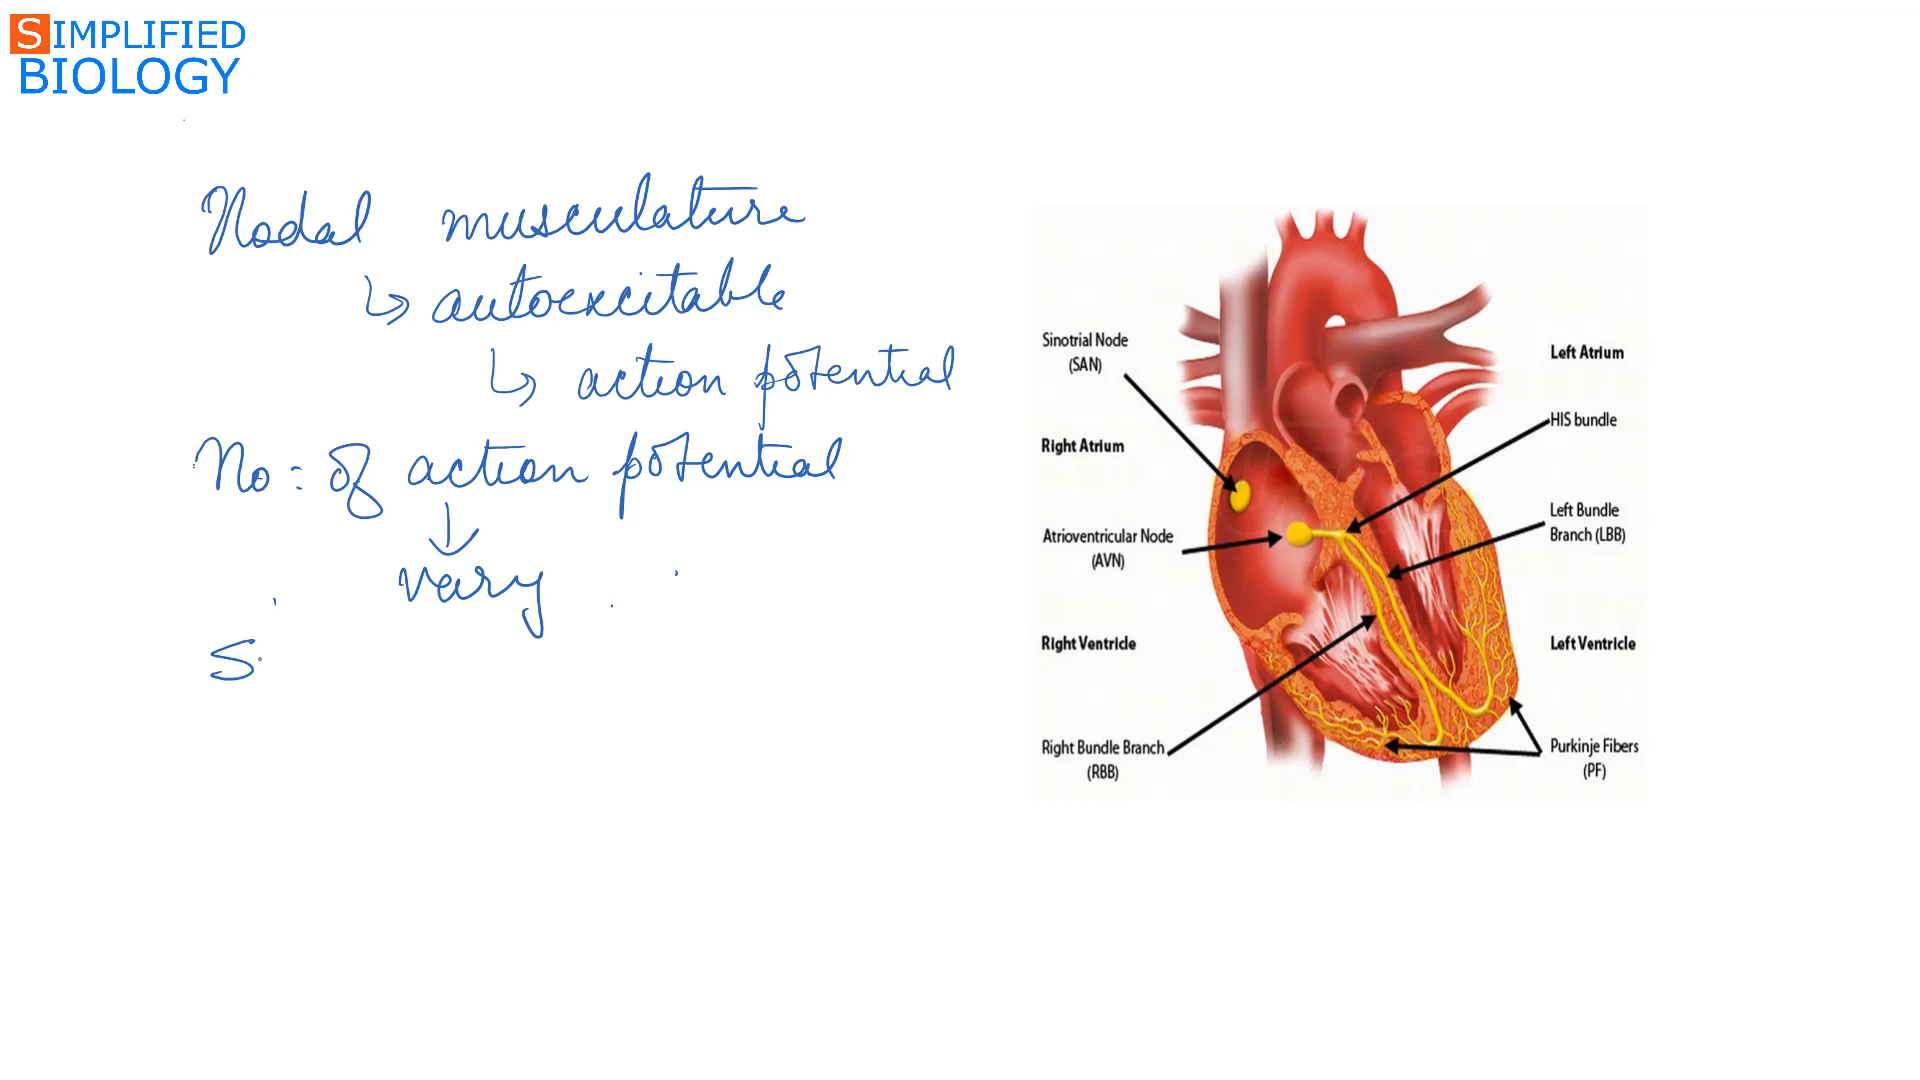 SIMPLIFIED
BIOLOGY
Nodal musculature
↳ autoexcitable
↳ action potential
No: of action potential
↓
vary
S
Sinotrial Node
(SAN)
Right Atrium
Atrioventricular Node
(AVN)
Right Ventricle
Right Bundle Branch
(RBB)
Left Atrium
HIS bundle
Left Bundle
Branch (LBB)
Left Ventricle
Purkinje Fibers
(PF)